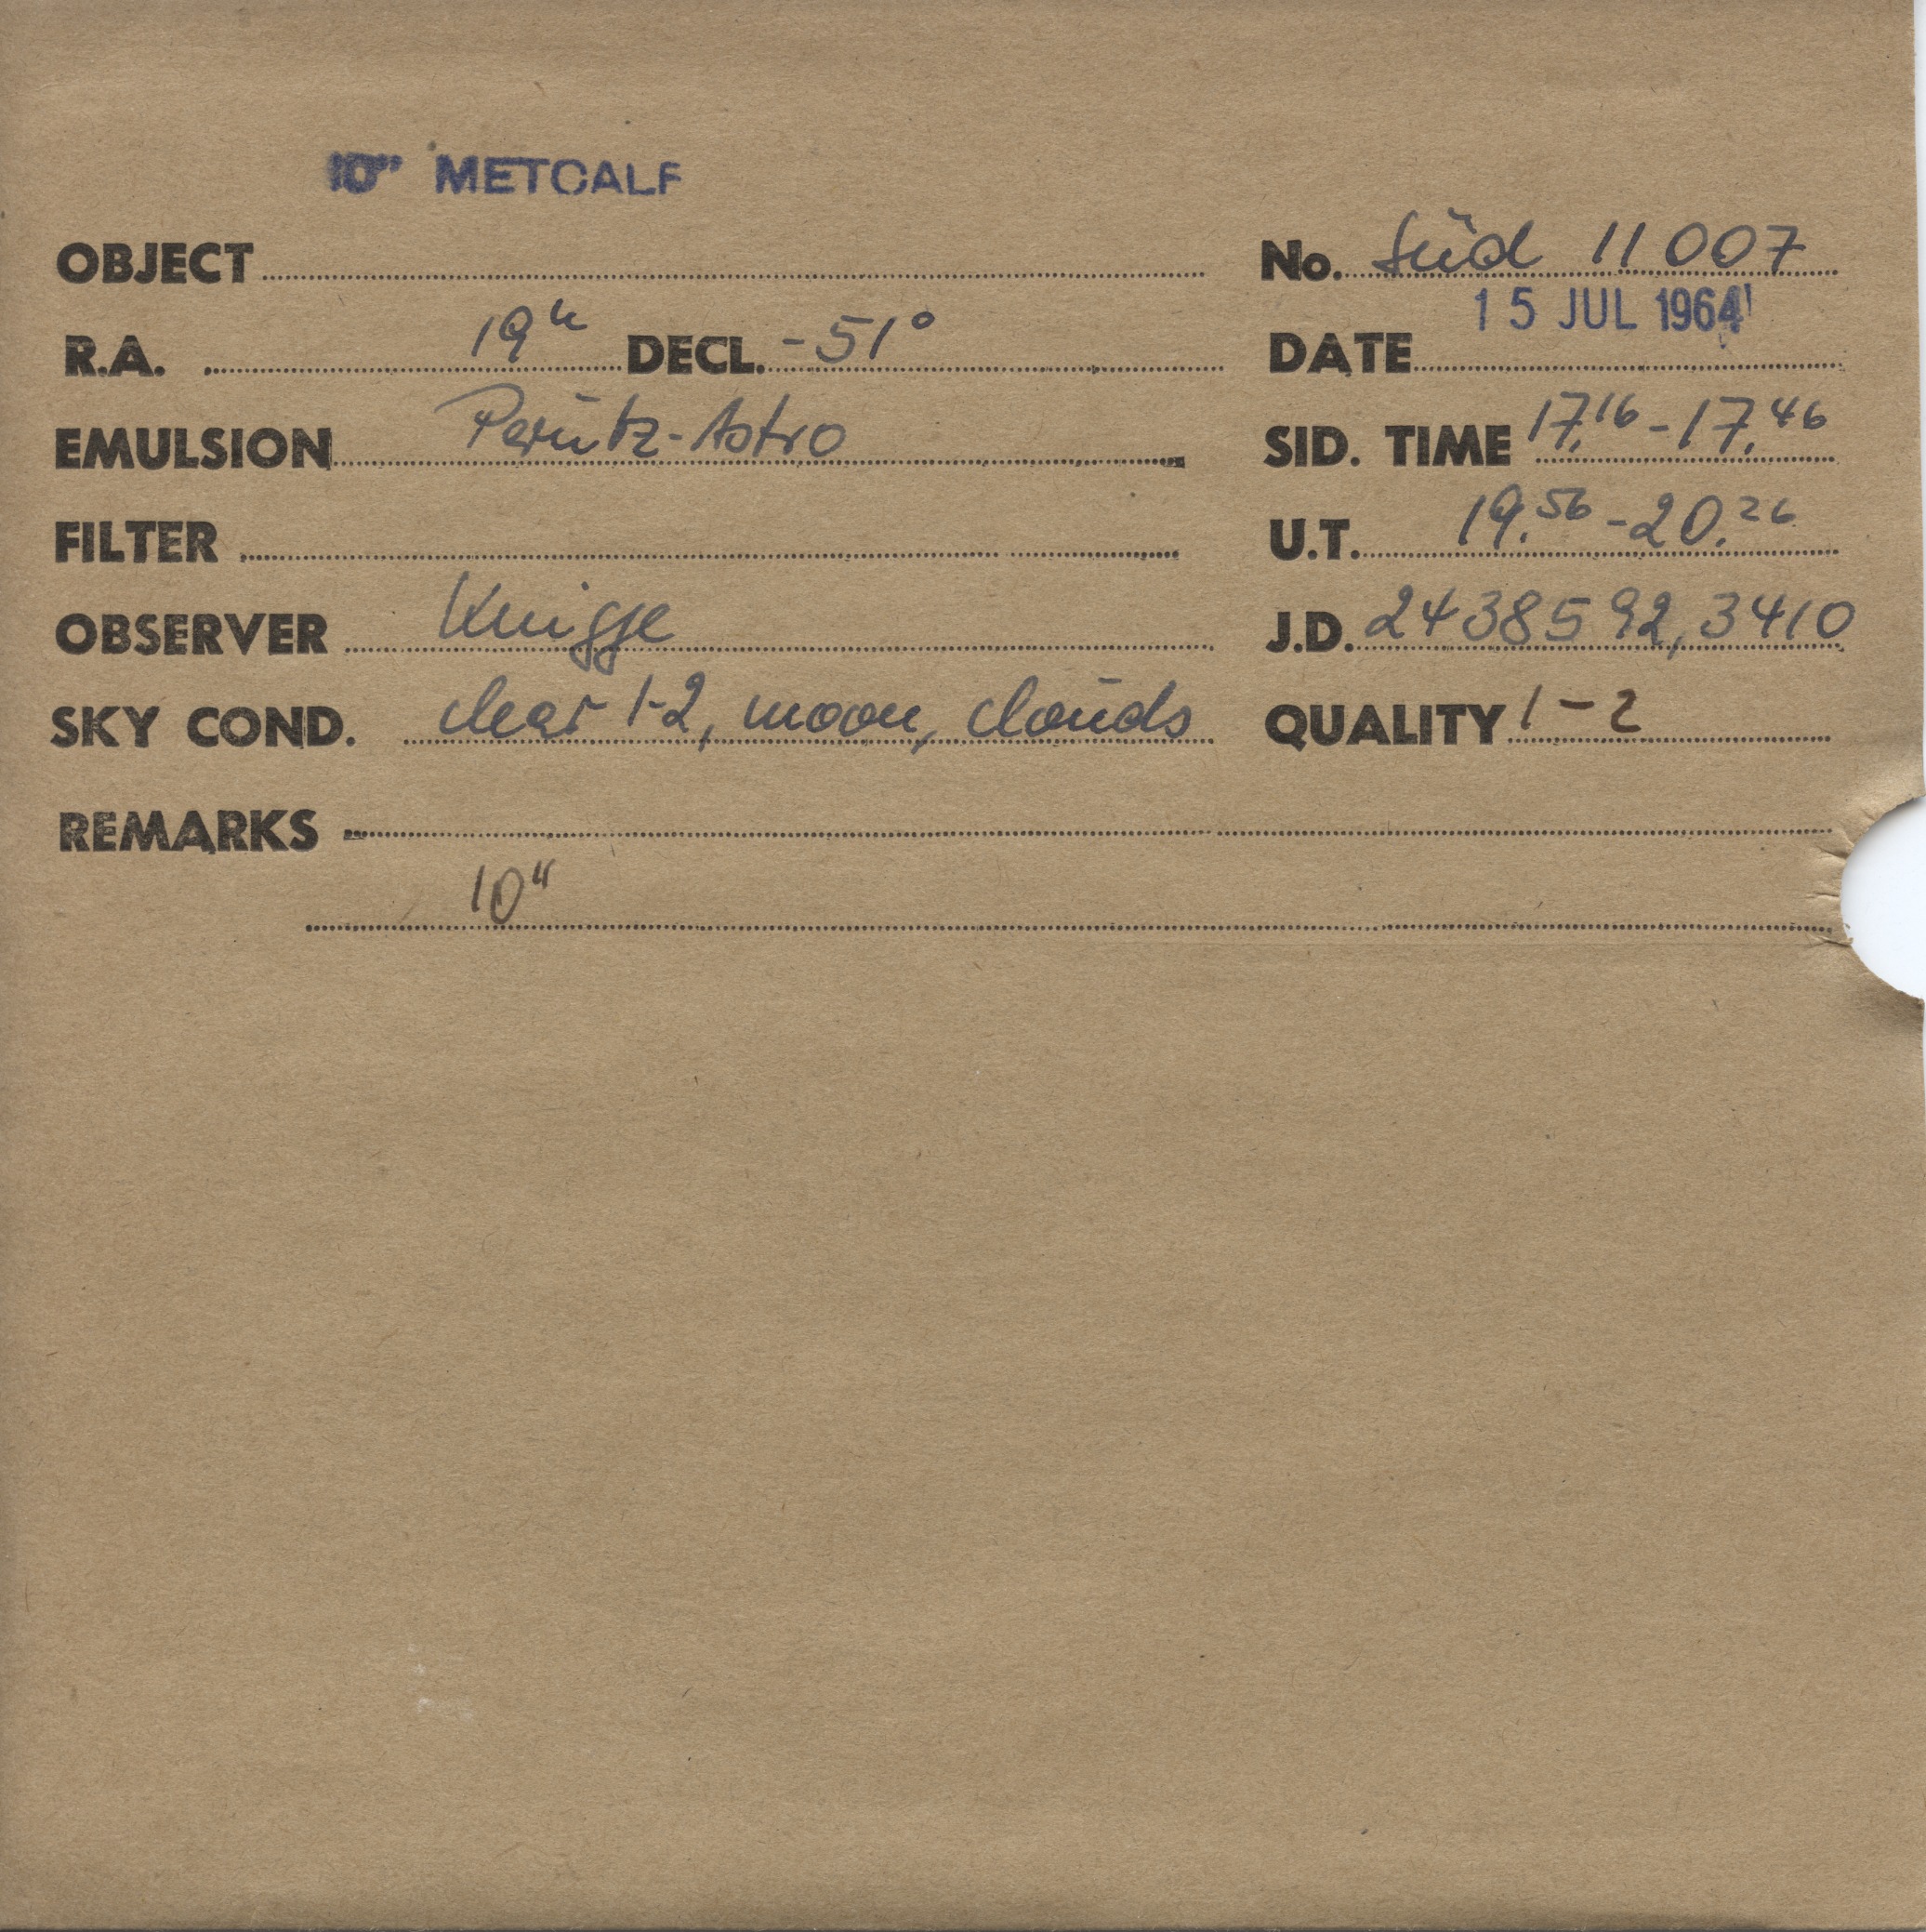 10" METCALF
OBJECT No. Süd 11007
R.A. 19h DECL. -51° DATE 15 JUL 1964
EMULSION Perutz-Astro SID. TIME 17.16 - 17.46
FILTER U.T. 19.56 - 20.26
OBSERVER Knigge J.D. 2438592,3410
SKY COND. clear 1-2, moon, clouds QUALITY 1-2
REMARKS
10"